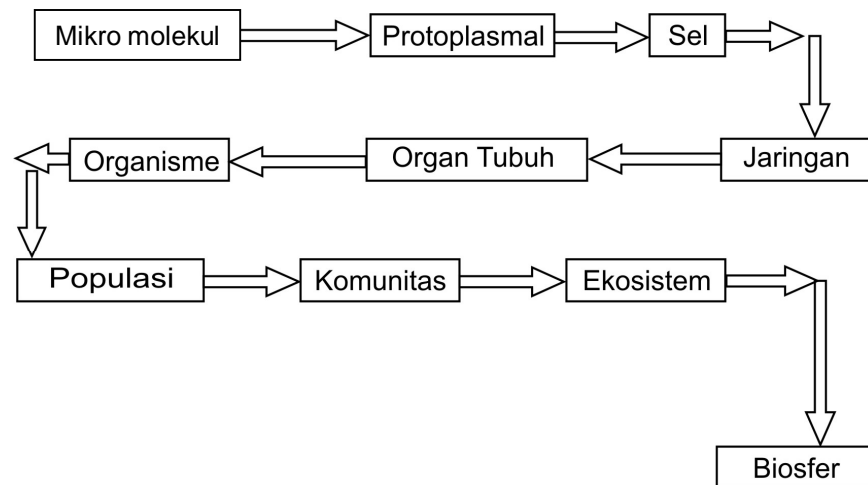 Mikro molekul
Protoplasmal
Sel
Jaringan
Organ Tubuh
Organisme
Populasi
Komunitas
Ekosistem
Biosfer